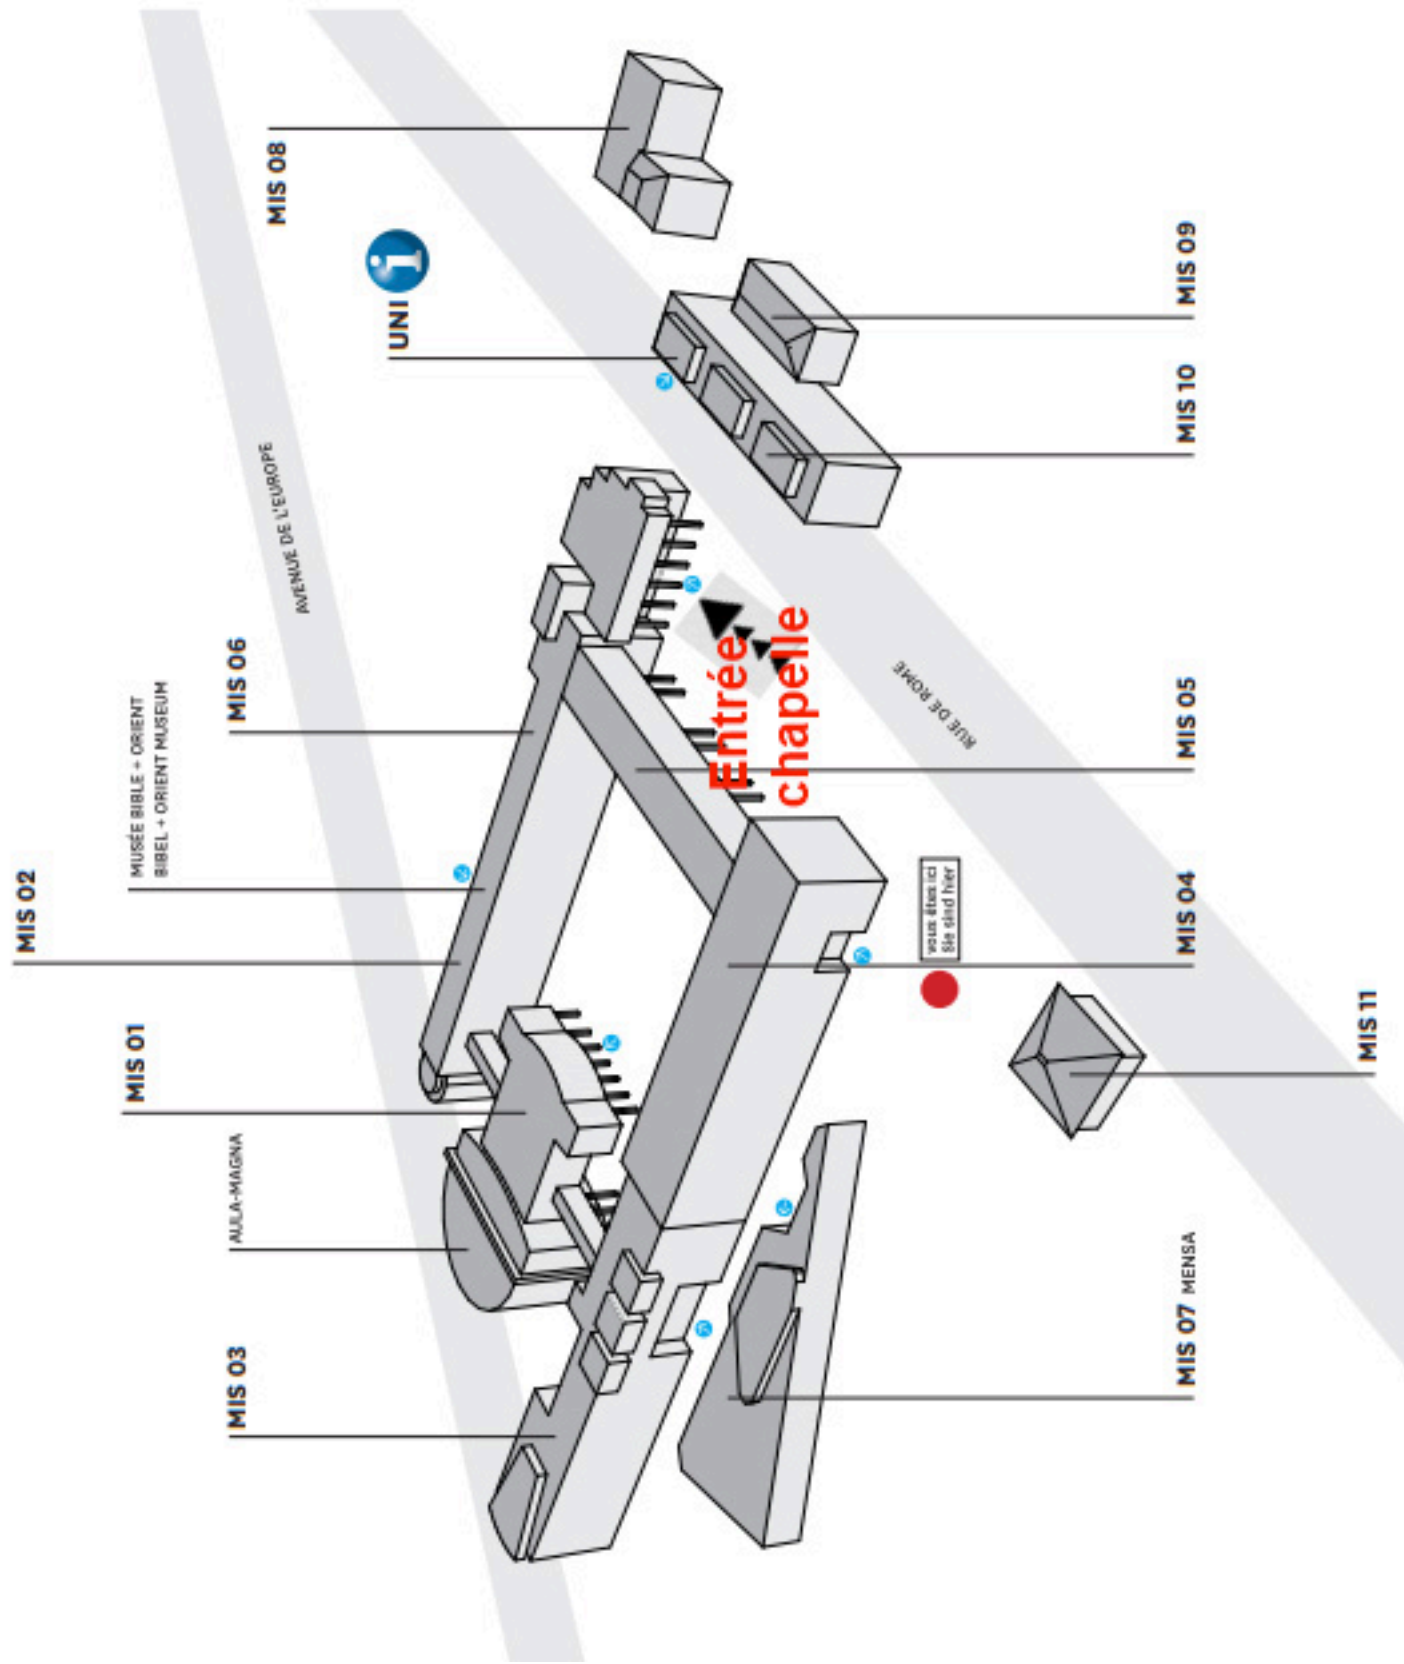 MIS 03
AULA-MAGNA
MIS 01
MIS 02
MUSÉE BIBLE + ORIENT
BIBEL + ORIENT MUSEUM
MIS 06
AVENUE DE L'EUROPE
UNI
i
MIS 08
Entrée
chapelle
RUE DE ROME
vous êtes ici
Sie sind hier
MIS 07 MENSA
MIS 11
MIS 04
MIS 05
MIS 10
MIS 09